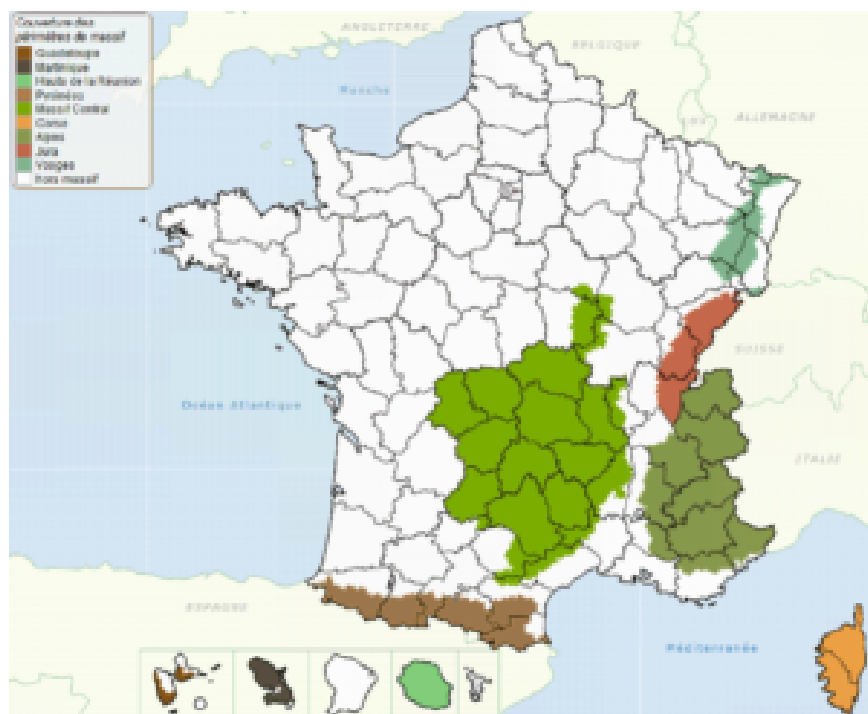 Couverture des
périmètres de massif
Guadeloupe
Martinique
Hauts de la Réunion
Pyrénées
Massif Central
Corse
Alpes
Jura
Vosges
hors massif
ANGLETERRE
BELGIQUE
Manche
LUX
ALLEMAGNE
SUISSE
Océan Atlantique
ITALIE
ESPAGNE
Méditerranée